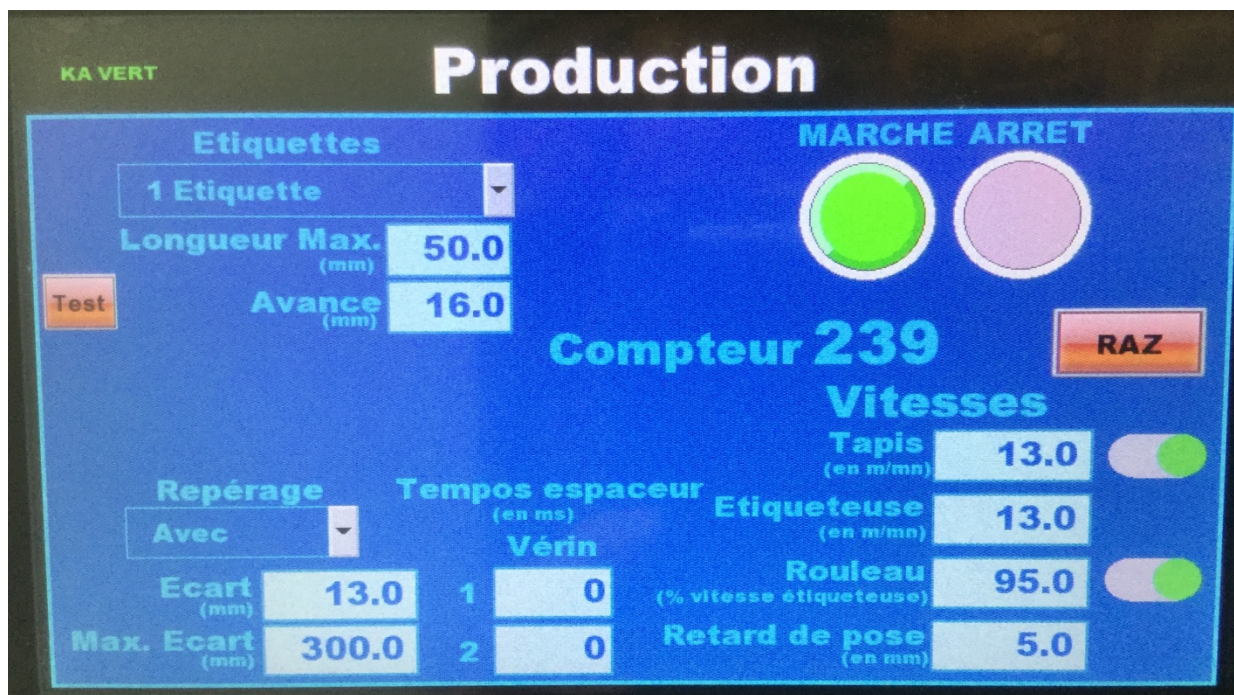 KA VERT
Production
Etiquettes
1 Etiquette
Longueur Max.
(mm)
50.0
Test
Avance
(mm)
16.0
MARCHE ARRET
Compteur 239
RAZ
Vitesses
Tapis
(en m/mn)
13.0
Etiqueteuse
(en m/mn)
13.0
Rouleau
(% vitesse étiqueteuse)
95.0
Retard de pose
(en mm)
5.0
Repérage
Avec
Ecart
(mm)
13.0
Max. Ecart
(mm)
300.0
Tempos espaceur
(en ms)
Vérin
1 0
2 0